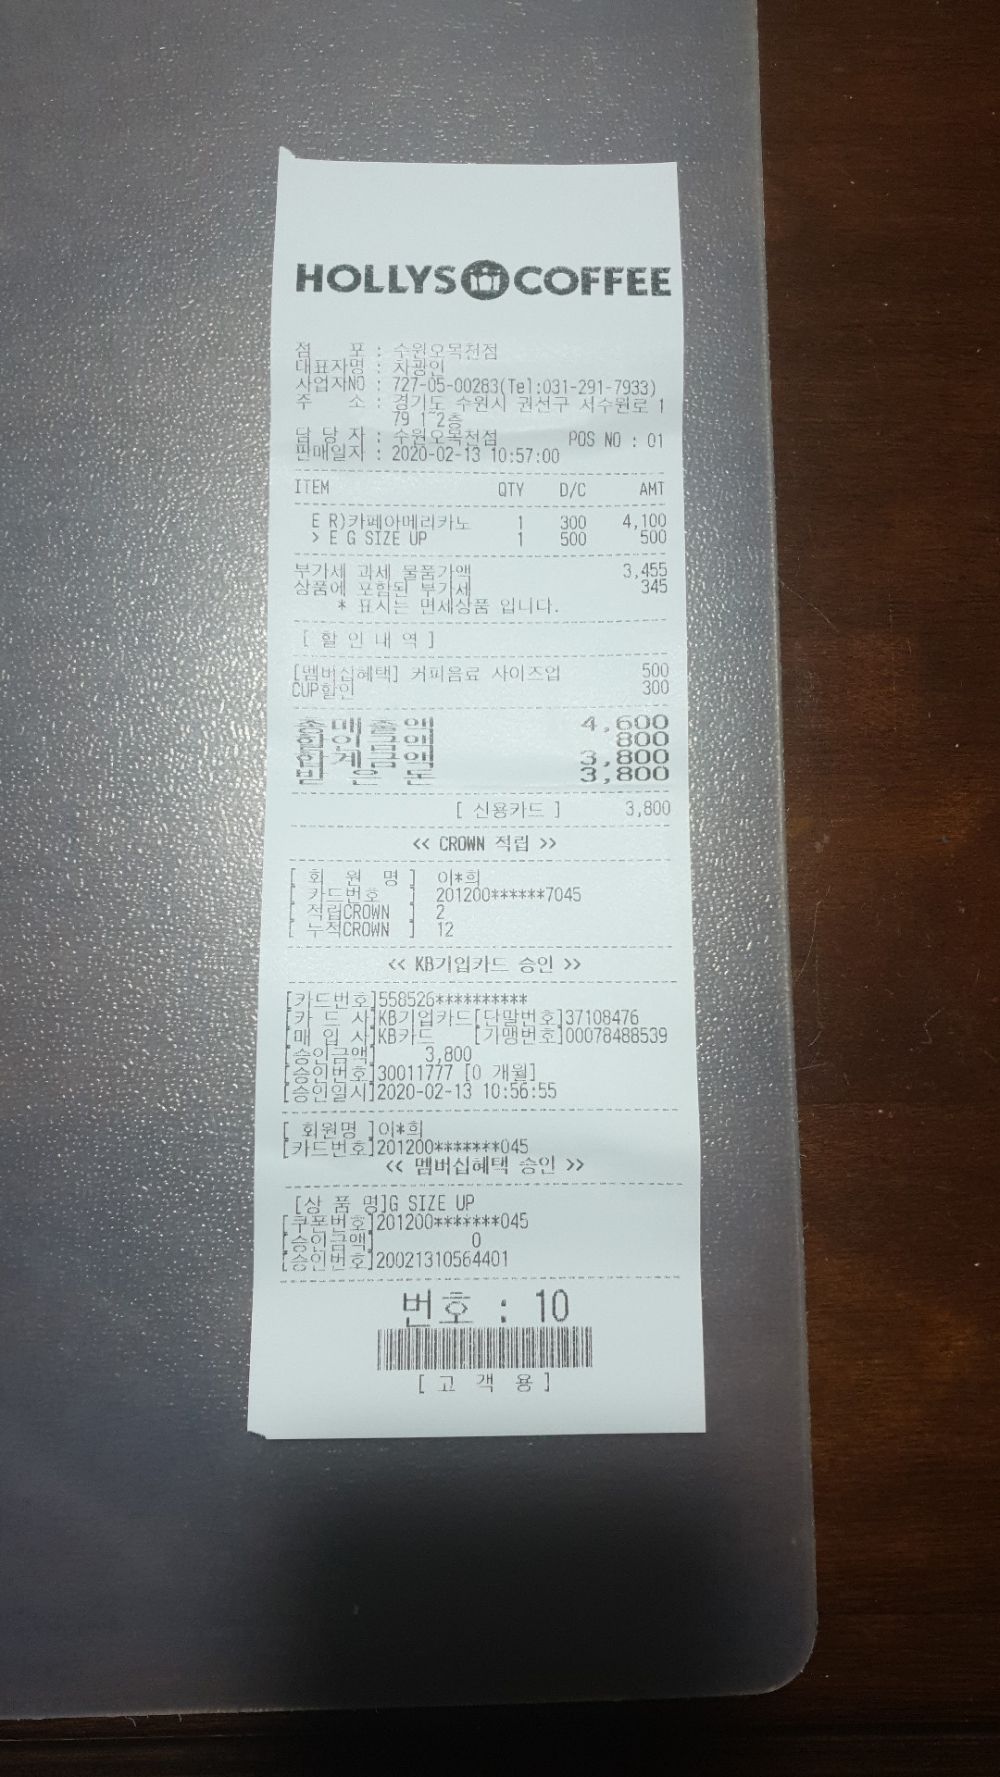 HOLLYS COFFEE
점 포 : 수원오목천점
대표자명 : 차광인
사업자NO : 727-05-00283(Tel:031-291-7933)
주 소 : 경기도 수원시 권선구 서수원로 1
79 1~2층
담 당 자 : 수원오목천점 POS NO : 01
판매일자 : 2020-02-13 10:57:00
ITEM QTY D/C AMT
E R)카페아메리카노 1 300 4,100
> E G SIZE UP 1 500 500
부가세 과세 물품가액 3,455
상품에 포함된 부가세 345
* 표시는 면세상품 입니다.
[ 할 인 내 역 ]
[멤버십혜택] 커피음료 사이즈업 500
CUP할인 300
총 매 출 액 4,600
할 인 금 액 800
합 계 금 액 3,800
받 은 돈 3,800
[ 신용카드 ] 3,800
<< CROWN 적립 >>
[ 회 원 명 ] 이*희
[ 카드번호 ] 201200******7045
[ 적립CROWN ] 2
[ 누적CROWN ] 12
<< KB기업카드 승인 >>
[카드번호]558526**********
[카 드 사]KB기업카드[단말번호]37108476
[매 입 사]KB카드 [가맹번호]00078488539
[승인금액] 3,800
[승인번호]30011777 [0 개월]
[승인일시]2020-02-13 10:56:55
[ 회원명 ]이*희
[카드번호]201200*******045
<< 멤버십혜택 승인 >>
[상 품 명]G SIZE UP
[쿠폰번호]201200*******045
[승인금액] 0
[승인번호]20021310564401
번호 : 10
[ 고 객 용 ]